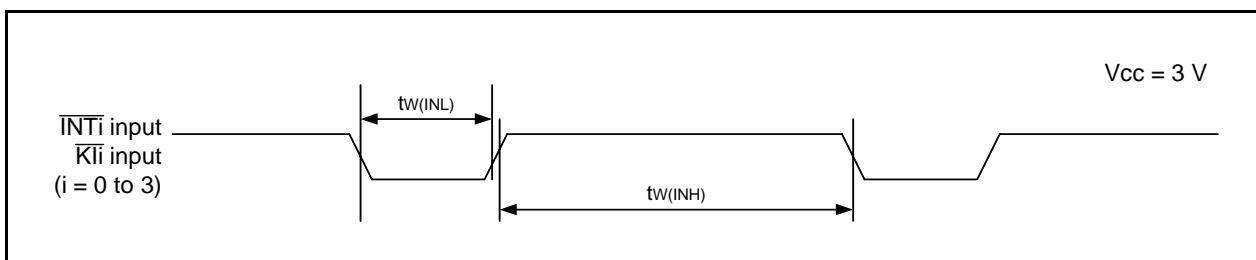 Vcc = 3 V
tW(INL)
INTi input
KIi input
(i = 0 to 3)
tW(INH)